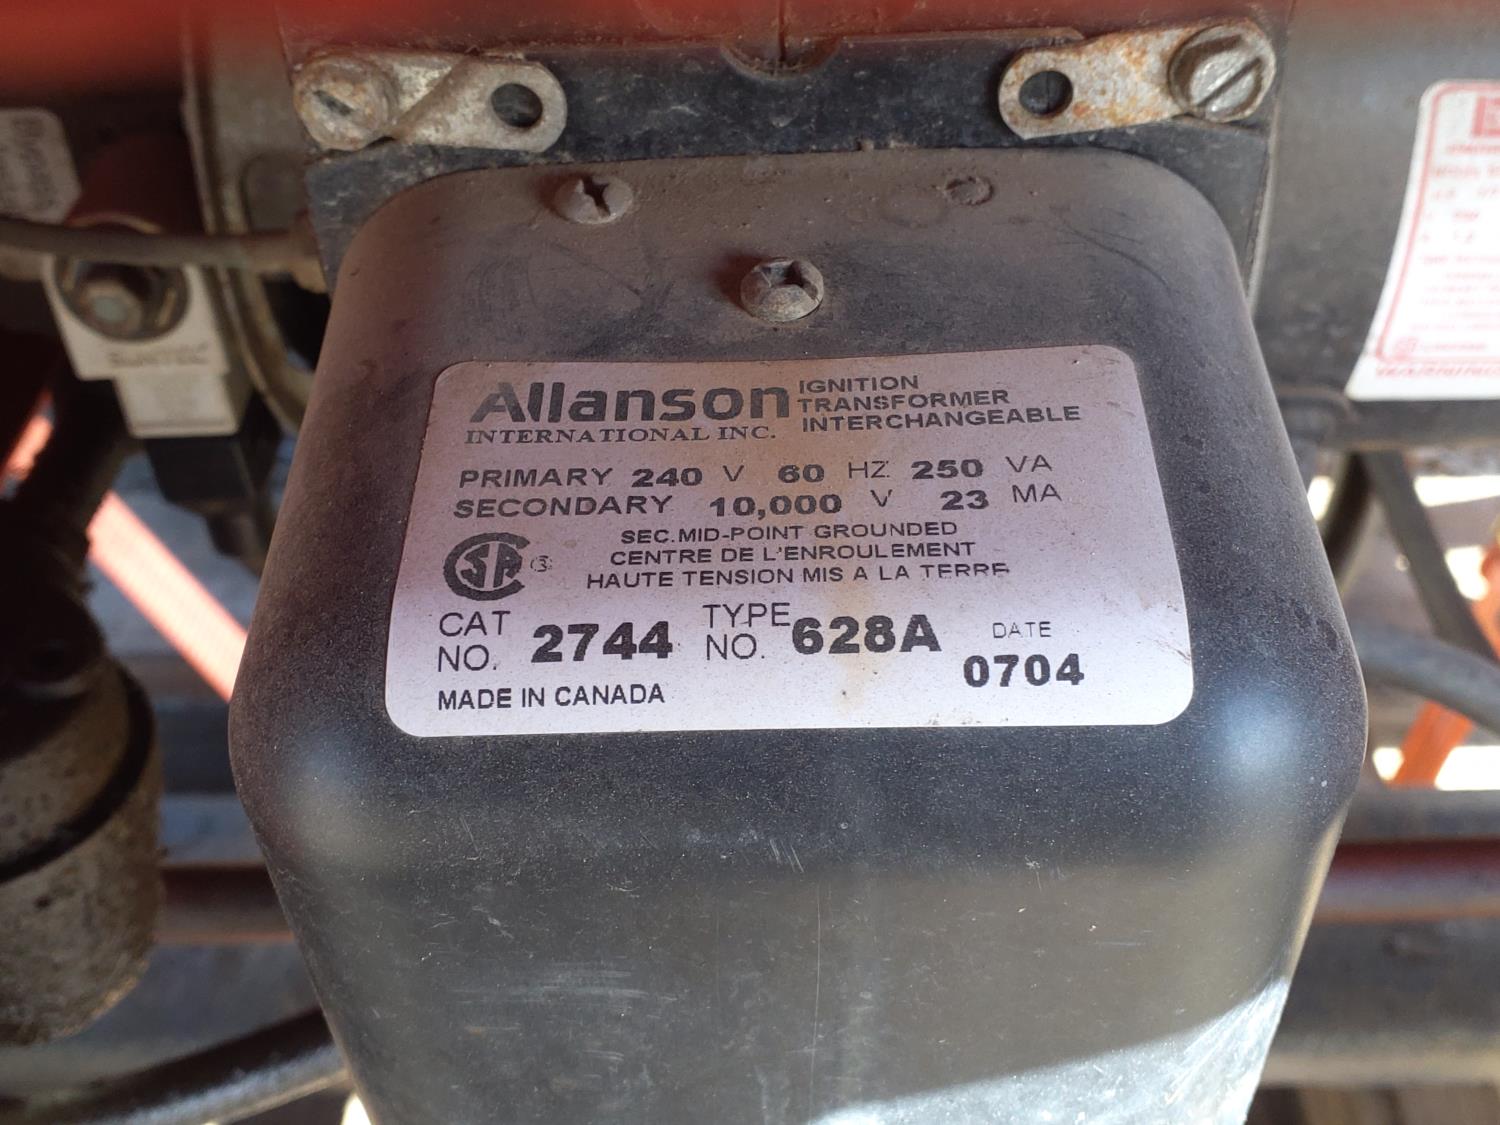 Allanson
INTERNATIONAL INC.
IGNITION
TRANSFORMER
INTERCHANGEABLE
PRIMARY 240 V 60 HZ 250 VA
SECONDARY 10,000 V 23 MA
SEC. MID-POINT GROUNDED
CENTRE DE L'ENROULEMENT
HAUTE TENSION MIS A LA TERRE
CAT NO. 2744 TYPE NO. 628A DATE 0704
MADE IN CANADA